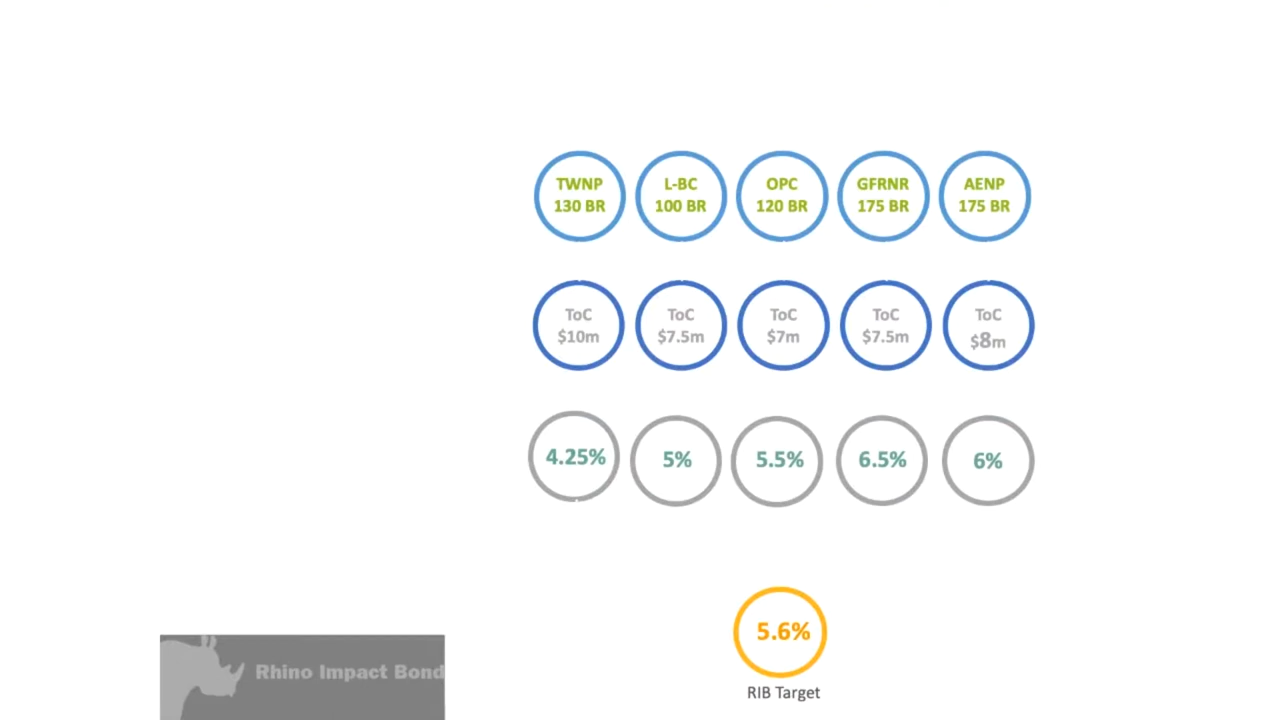 TWNP
130 BR
L-BC
100 BR
OPC
120 BR
GFRNR
175 BR
AENP
175 BR
ToC
$10m
ToC
$7.5m
ToC
$7m
ToC
$7.5m
ToC
$8m
4.25%
5%
5.5%
6.5%
6%
5.6%
RIB Target
Rhino Impact Bond